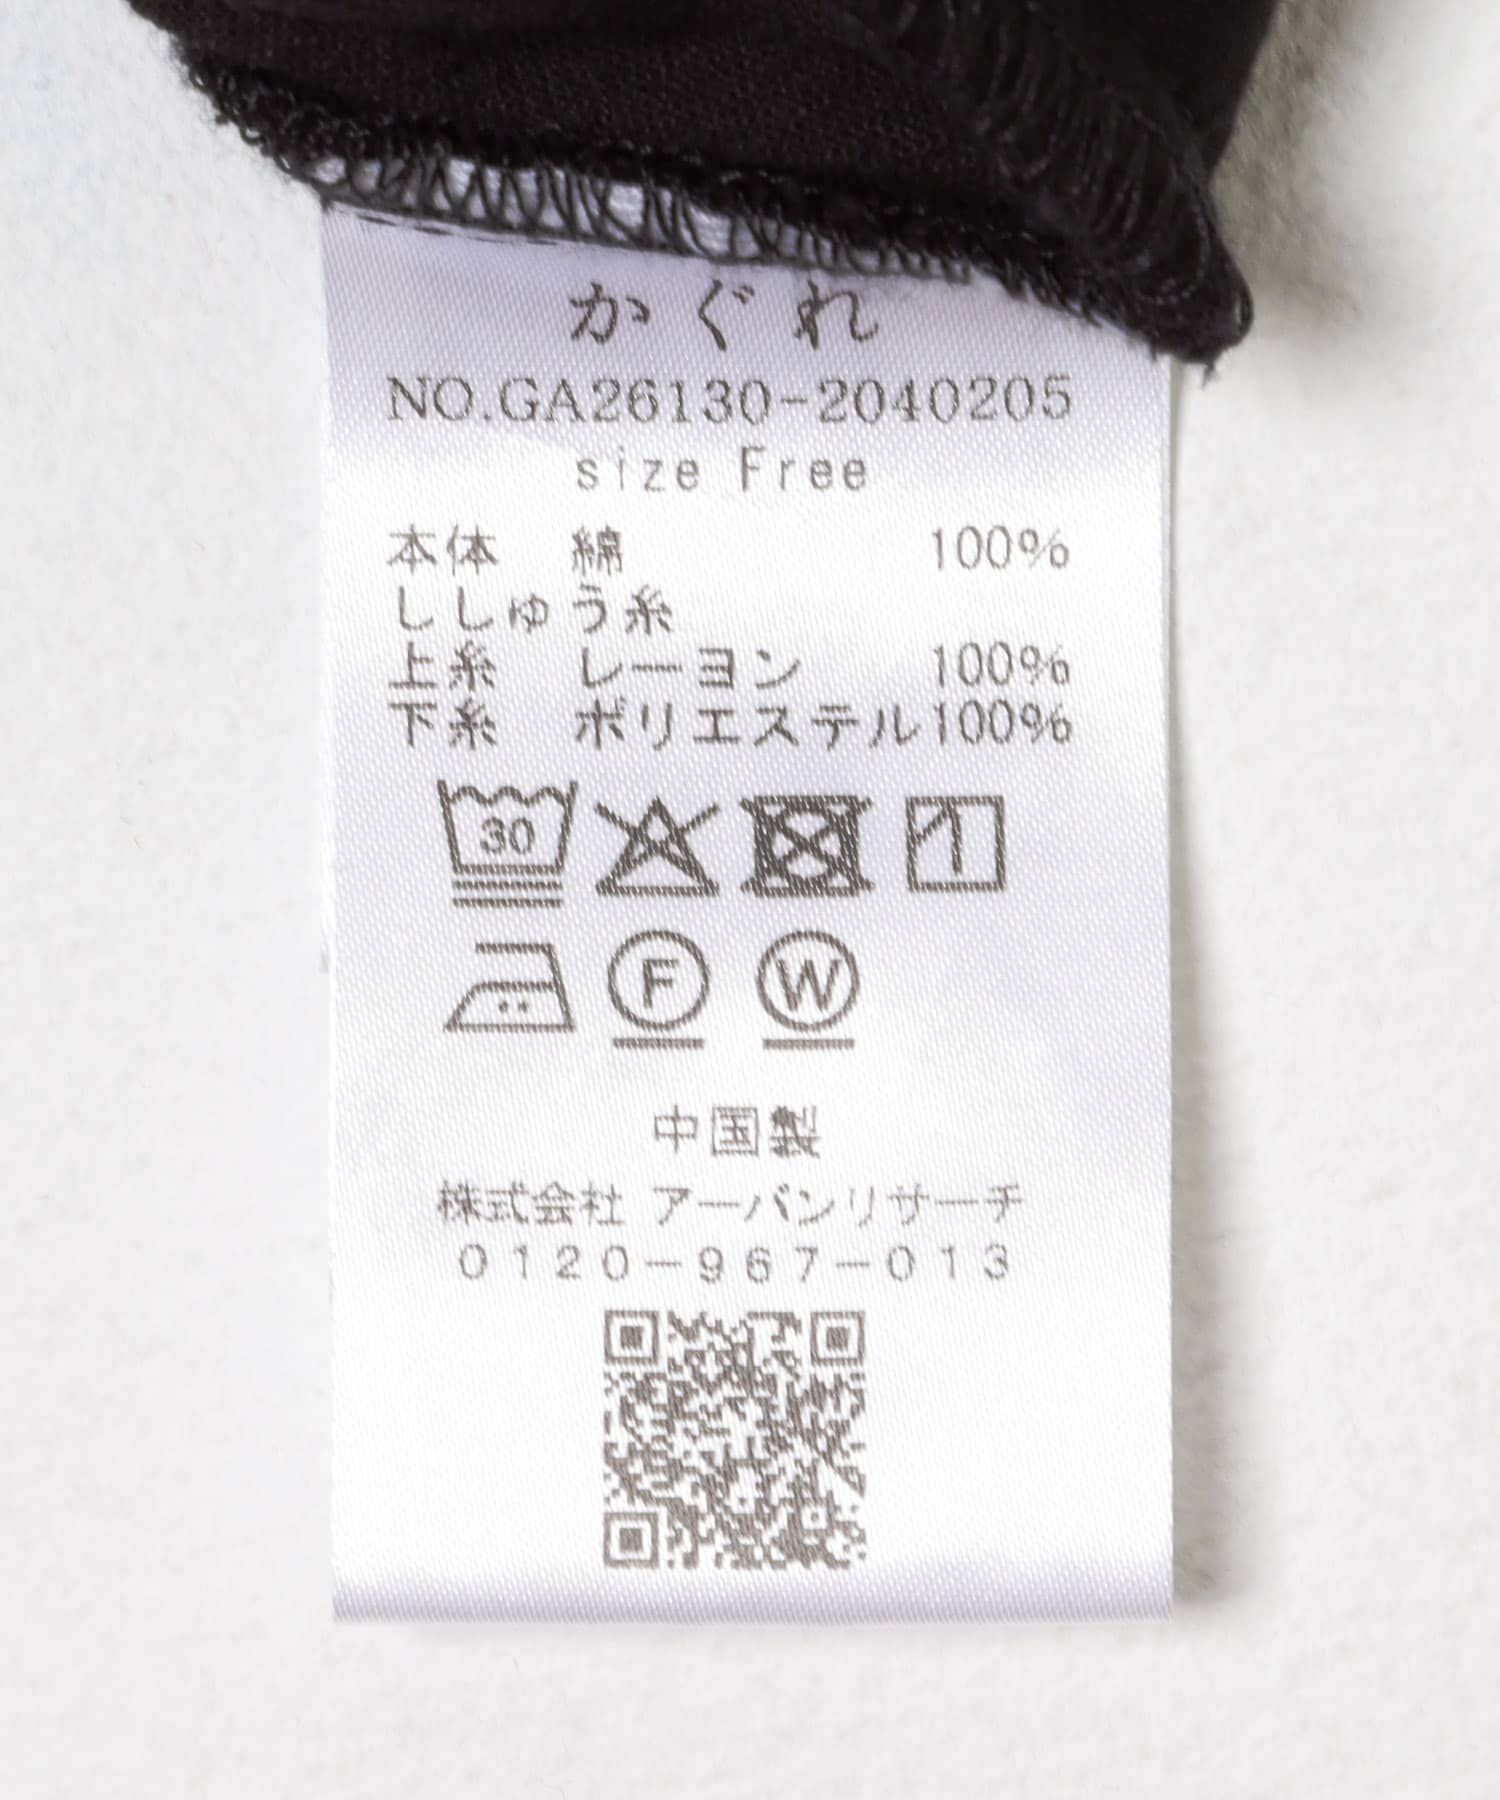 かぐれ
NO.GA26130-2040205
size Free
本体 綿 100%
ししゅう糸
上糸 レーヨン 100%
下糸 ポリエステル100%
30
F W
中国製
株式会社 アーバンリサーチ
0120-967-013